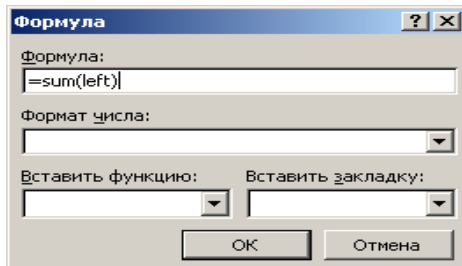 Формула
Формула:
=sum(left)
Формат числа:
Вставить функцию: Вставить закладку:
ОК Отмена